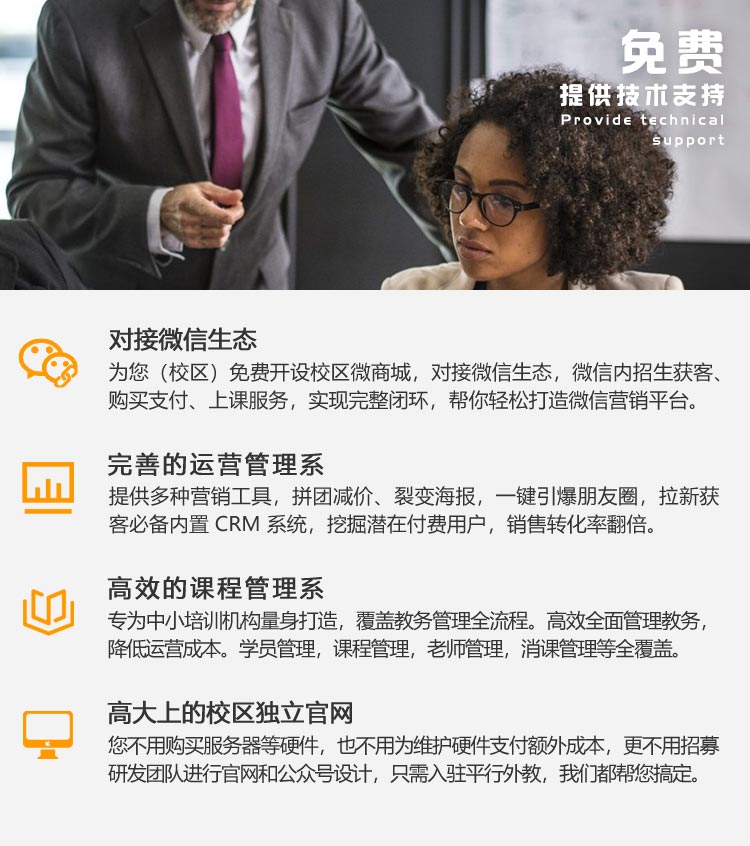 免费
提供技术支持
Provide technical
support
对接微信生态
为您（校区）免费开设校区微商城，对接微信生态，微信内招生获客、
购买支付、上课服务，实现完整闭环，帮你轻松打造微信营销平台。
完善的运营管理系
提供多种营销工具，拼团减价、裂变海报，一键引爆朋友圈，拉新获
客必备内置 CRM 系统，挖掘潜在付费用户，销售转化率翻倍。
高效的课程管理系
专为中小培训机构量身打造，覆盖教务管理全流程。高效全面管理教务，
降低运营成本。学员管理，课程管理，老师管理，消课管理等全覆盖。
高大上的校区独立官网
您不用购买服务器等硬件，也不用为维护硬件支付额外成本，更不用招募
研发团队进行官网和公众号设计，只需入驻平行外教，我们都帮您搞定。